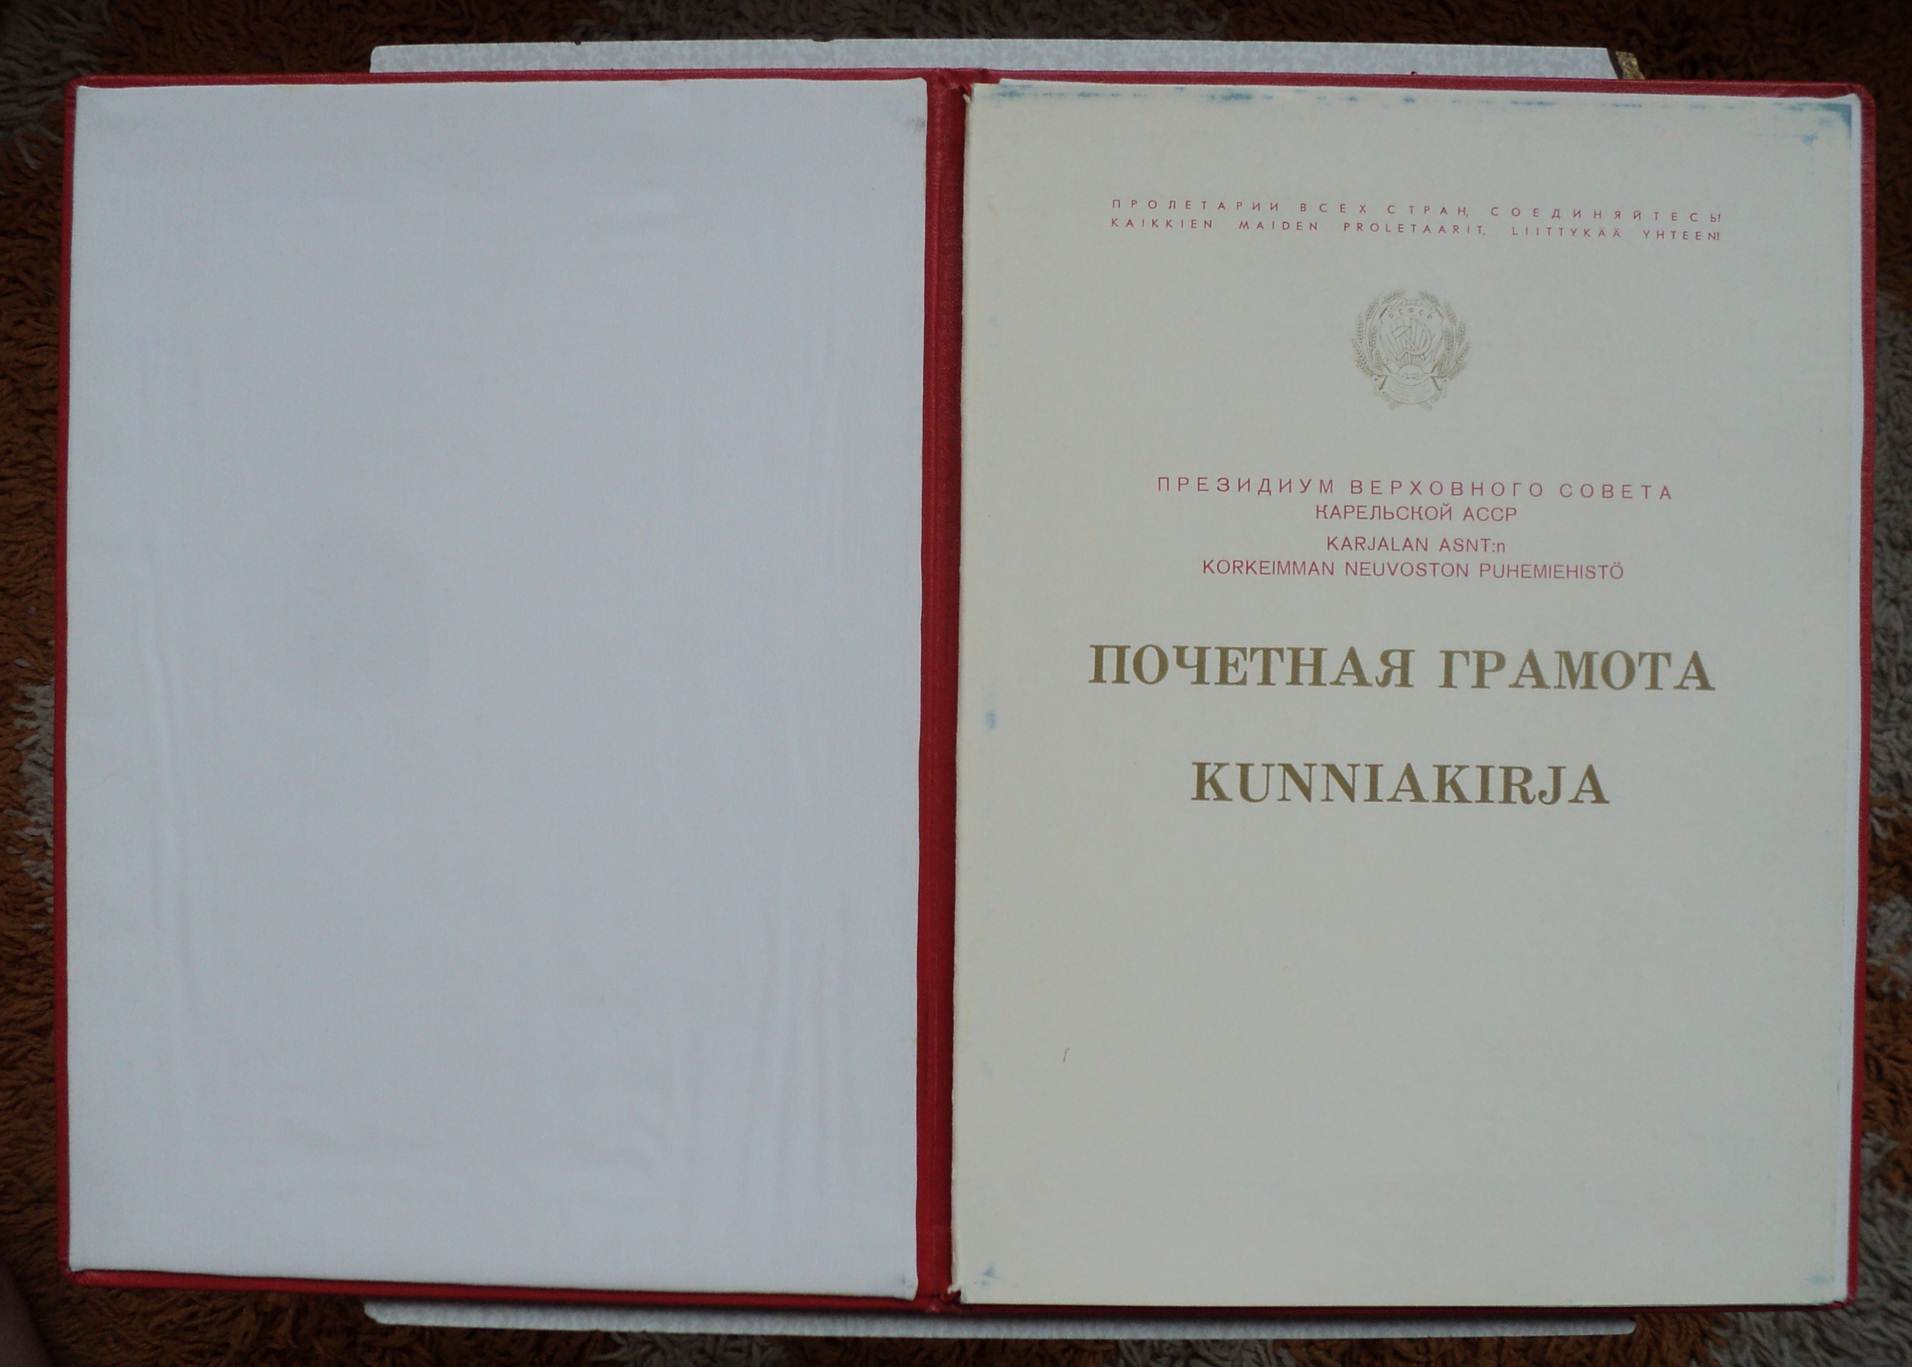 ПРОЛЕТАРИИ ВСЕХ СТРАН, СОЕДИНЯЙТЕСЬ!
KAIKKIEN MAIDEN PROLETAARIT, LIITTYKÄÄ YHTEEN!
РСФСР
ПРЕЗИДИУМ ВЕРХОВНОГО СОВЕТА
КАРЕЛЬСКОЙ АССР
KARJALAN ASNT:n
KORKEIMMAN NEUVOSTON PUHEMIEHISTÖ
ПОЧЕТНАЯ ГРАМОТА
KUNNIAKIRJA